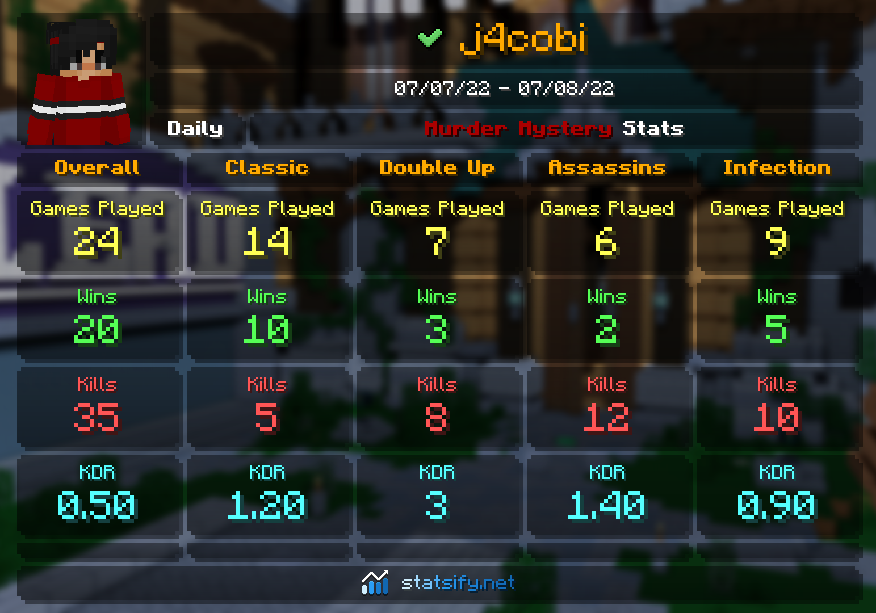 j4cobi
07/07/22 - 07/08/22
Daily
Murder Mystery Stats
Overall Classic Double Up Assassins Infection
Games Played Games Played Games Played Games Played Games Played
24 14 7 6 9
Wins Wins Wins Wins Wins
20 10 3 2 5
Kills Kills Kills Kills Kills
35 5 8 12 10
KDR KDR KDR KDR KDR
0.50 1.20 3 1.40 0.90
statsify.net